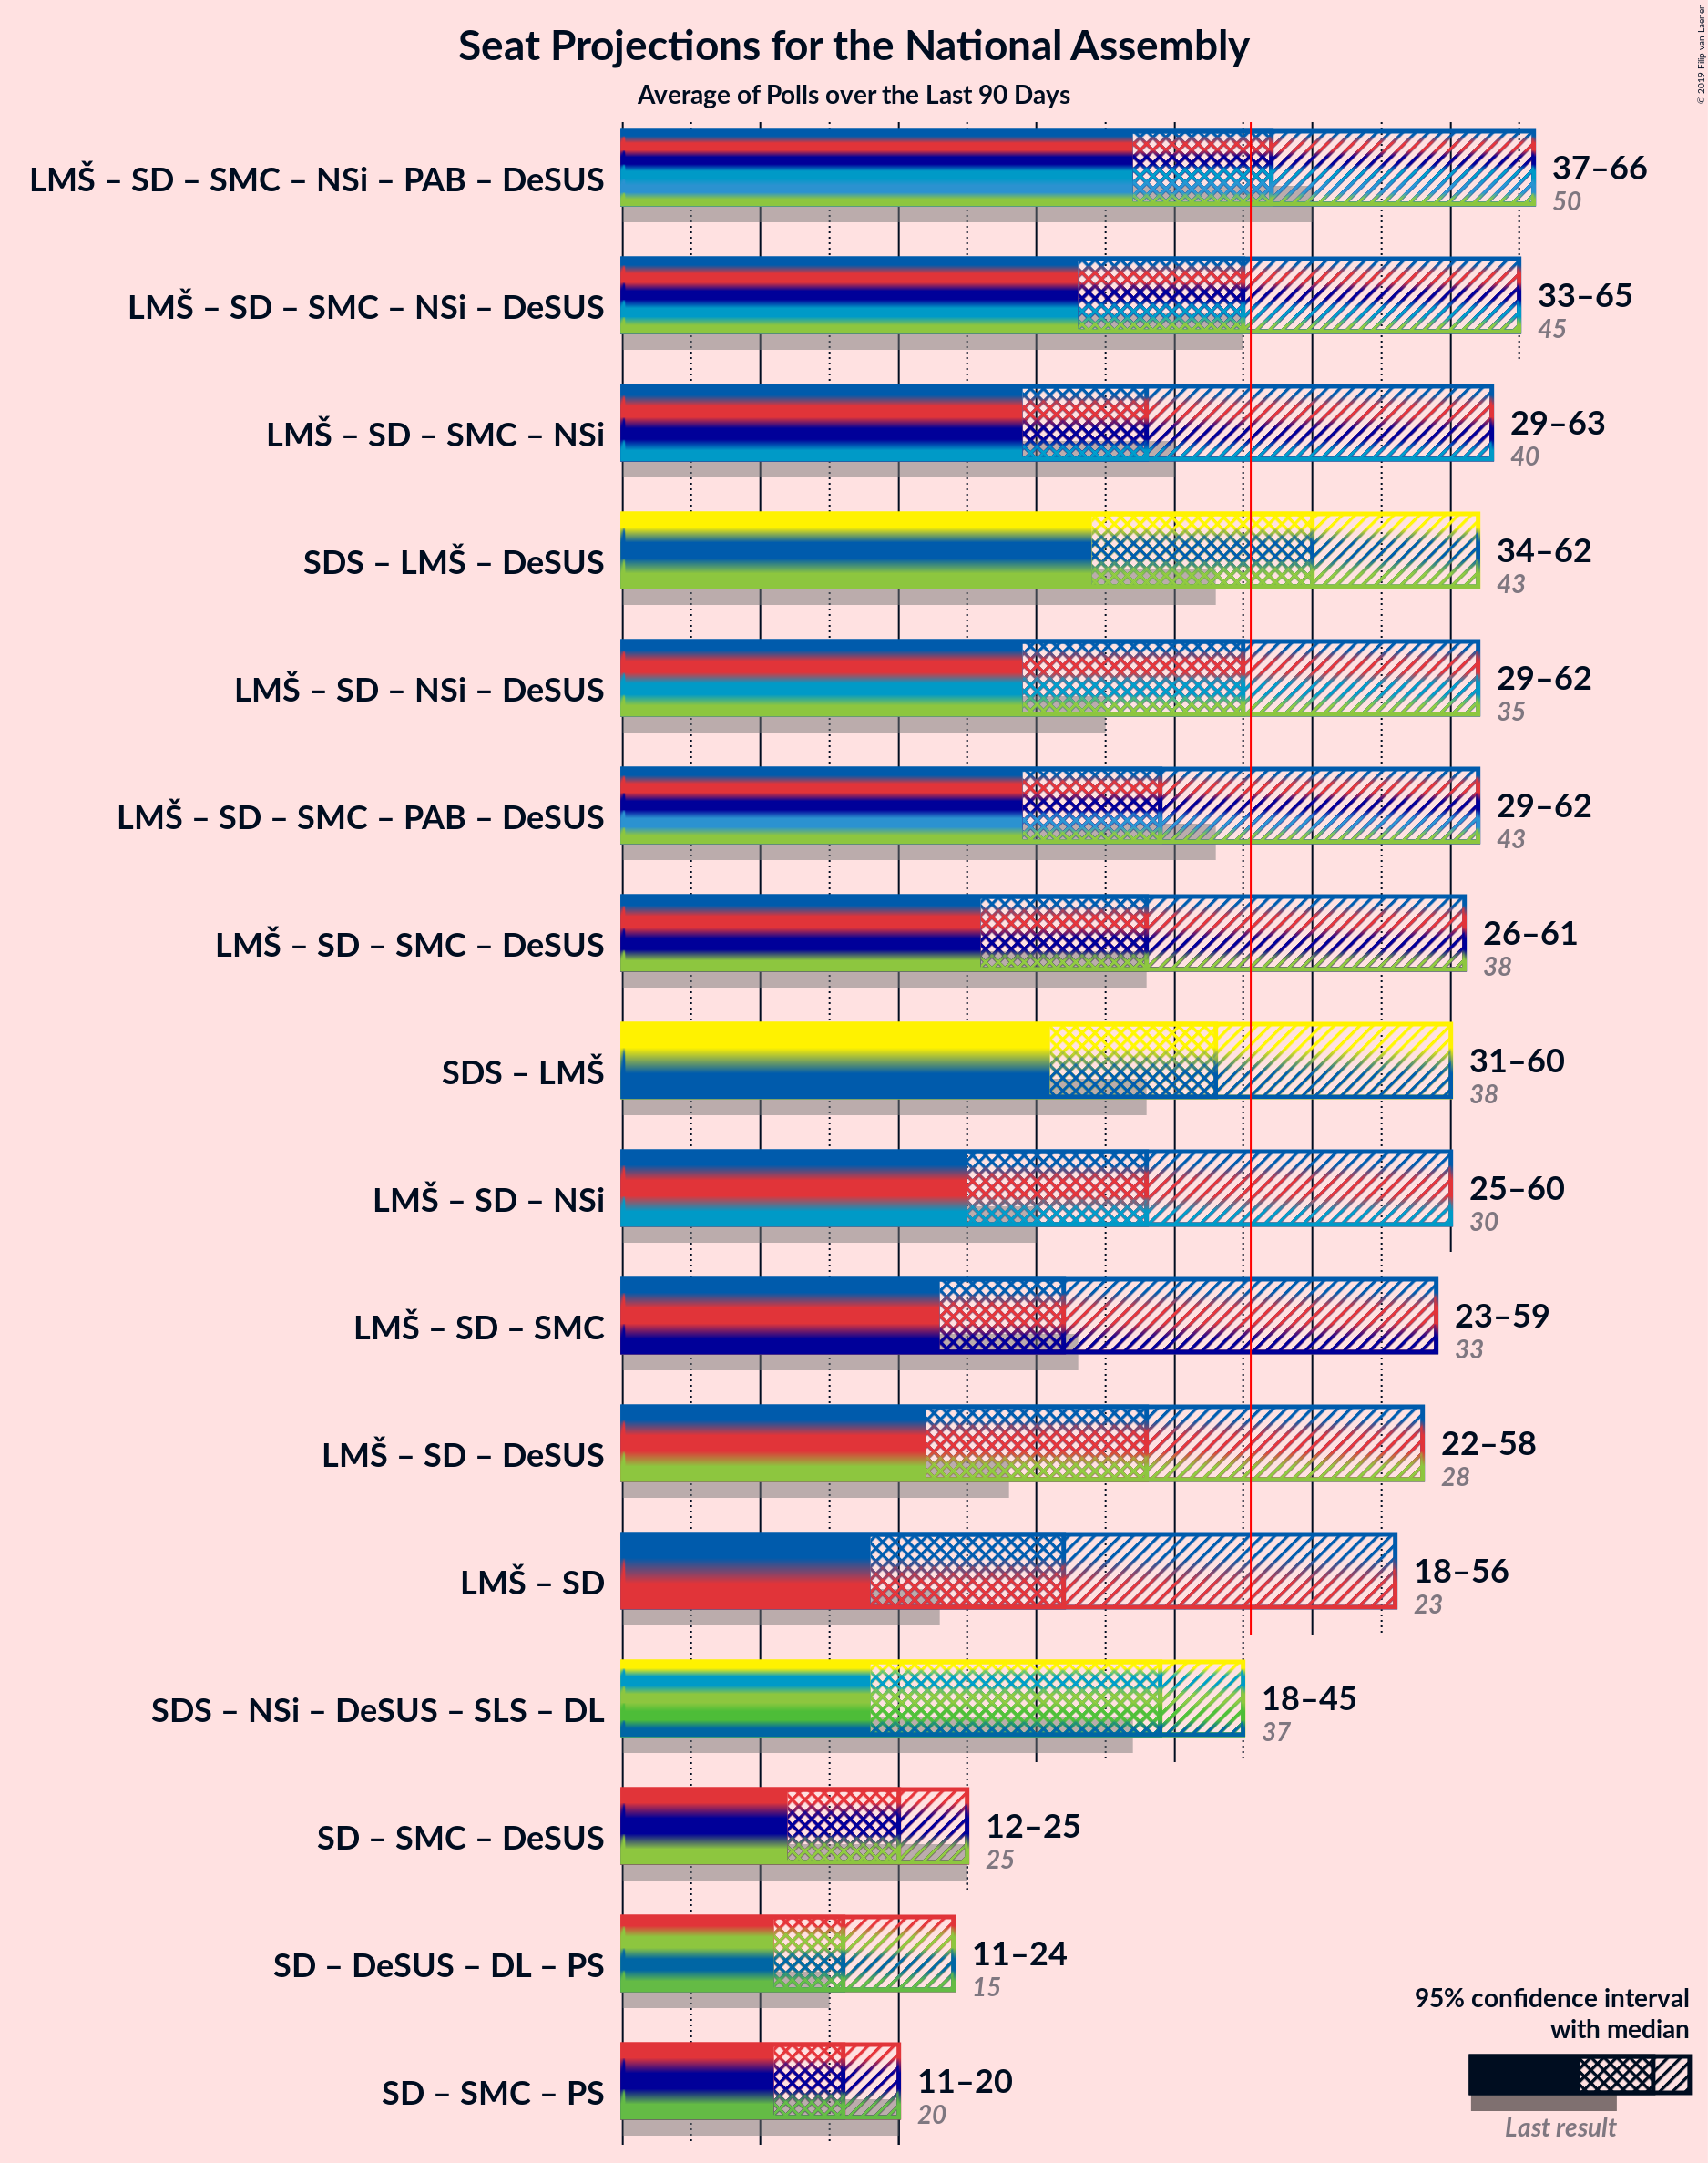 © 2019 Filip van Laenen
Seat Projections for the National Assembly
Average of Polls over the Last 90 Days
LMŠ – SD – SMC – NSi – PAB – DeSUS
37–66
50
LMŠ – SD – SMC – NSi – DeSUS
33–65
45
LMŠ – SD – SMC – NSi
29–63
40
SDS – LMŠ – DeSUS
34–62
43
LMŠ – SD – NSi – DeSUS
29–62
35
LMŠ – SD – SMC – PAB – DeSUS
29–62
43
LMŠ – SD – SMC – DeSUS
26–61
38
SDS – LMŠ
31–60
38
LMŠ – SD – NSi
25–60
30
LMŠ – SD – SMC
23–59
33
LMŠ – SD – DeSUS
22–58
28
LMŠ – SD
18–56
23
SDS – NSi – DeSUS – SLS – DL
18–45
37
SD – SMC – DeSUS
12–25
25
SD – DeSUS – DL – PS
11–24
15
SD – SMC – PS
11–20
20
95% confidence interval
with median
Last result